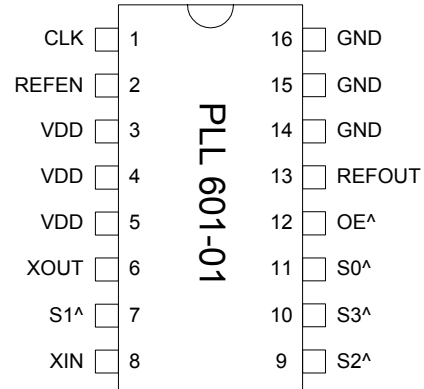 CLK 1 16 GND
REFEN 2 15 GND
VDD 3 14 GND
VDD 4 13 REFOUT
VDD 5 12 OE^
XOUT 6 11 S0^
S1^ 7 10 S3^
XIN 8 9 S2^
PLL 601-01